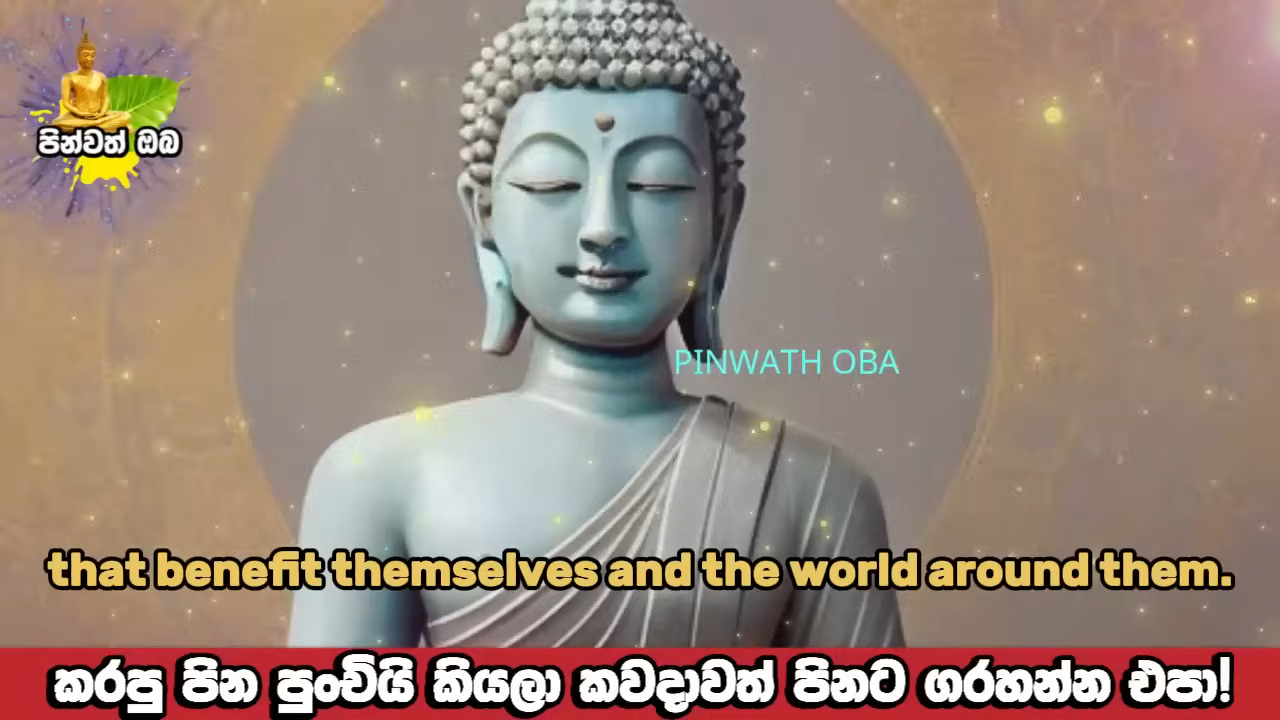 පින්වත් ඔබ
PINWATH OBA
that benefit themselves and the world around them.
කරපු පින පුංචියි කියලා කවදාවත් පිනට ගරහන්න එපා!